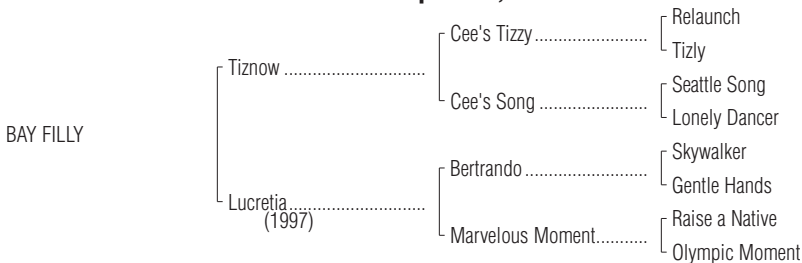 Relaunch
Cee's Tizzy
Tizly
Tiznow
Seattle Song
Cee's Song
Lonely Dancer
BAY FILLY
Skywalker
Bertrando
Gentle Hands
Lucretia
(1997)
Raise a Native
Marvelous Moment
Olympic Moment